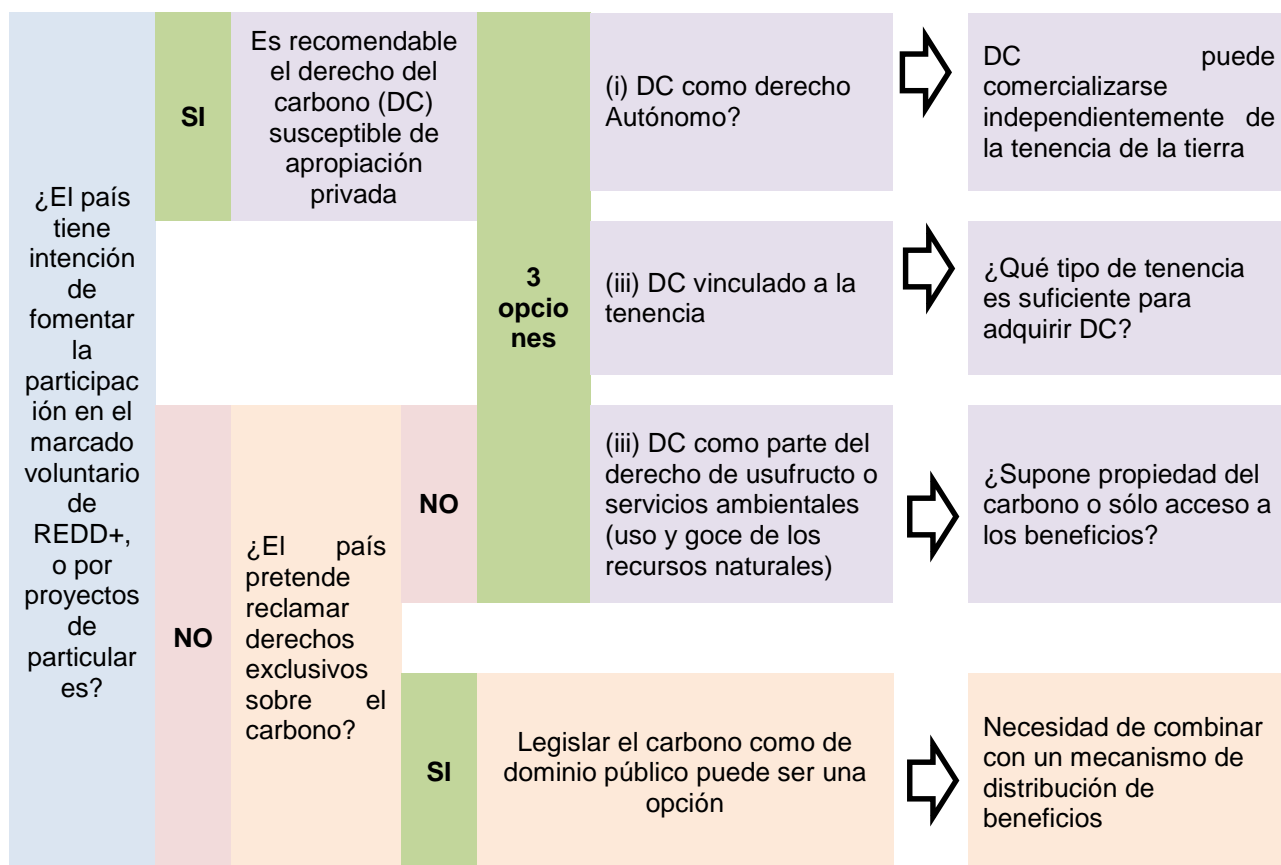 ¿El país
tiene
intención
de
fomentar
la
participac
ión en el
marcado
voluntario
de
REDD+,
o por
proyectos
de
particular
es?
SI
Es recomendable
el derecho del
carbono (DC)
susceptible de
apropiación
privada
3
opcio
nes
(i) DC como derecho
Autónomo?
DC puede
comercializarse
independientemente de
la tenencia de la tierra
(iii) DC vinculado a la
tenencia
¿Qué tipo de tenencia
es suficiente para
adquirir DC?
NO
¿El país
pretende
reclamar
derechos
exclusivos
sobre el
carbono?
NO
(iii) DC como parte del
derecho de usufructo o
servicios ambientales
(uso y goce de los
recursos naturales)
¿Supone propiedad del
carbono o sólo acceso a
los beneficios?
SI
Legislar el carbono como de
dominio público puede ser una
opción
Necesidad de combinar
con un mecanismo de
distribución de
beneficios